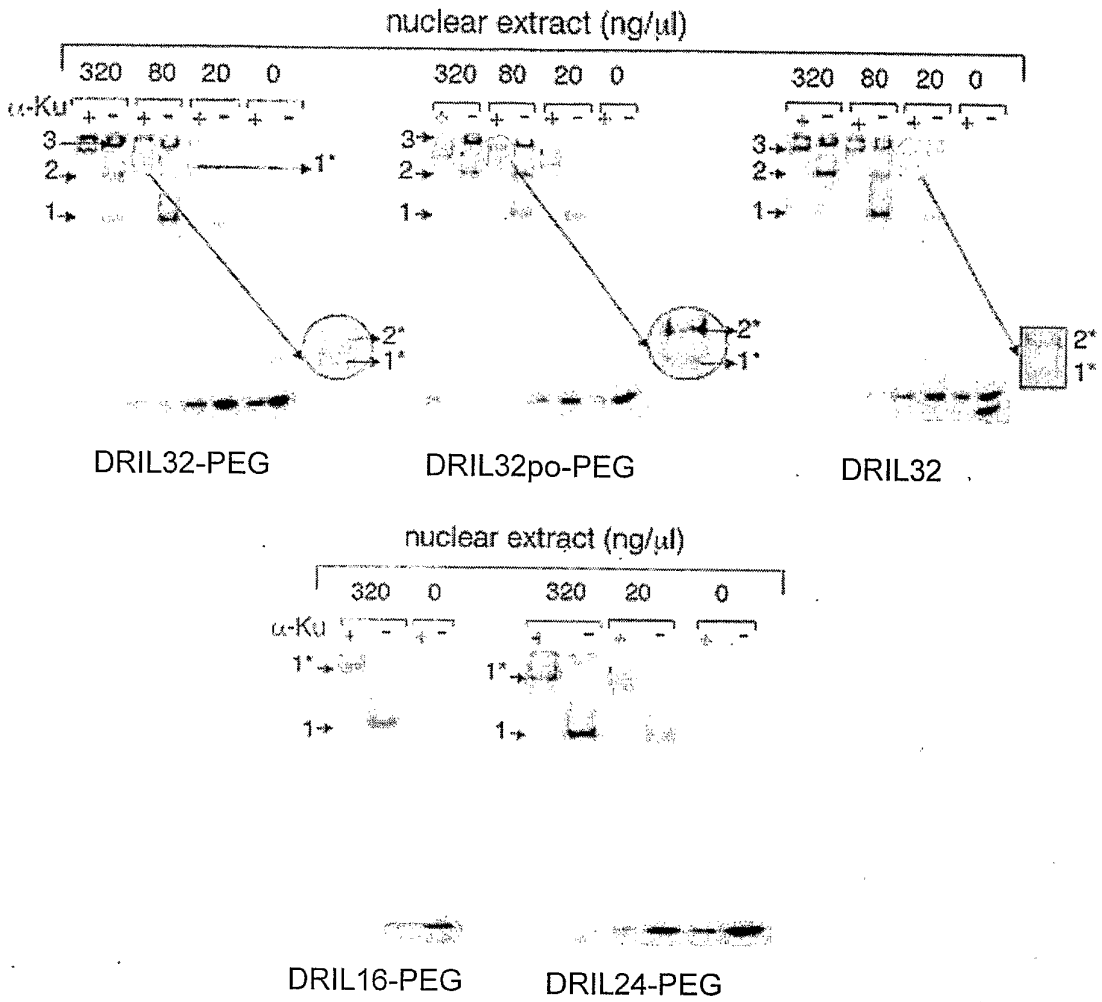 nuclear extract (ng/µl)
320 80 20 0 320 80 20 0 320 80 20 0
α-Ku + - + - + - + - + - + - + - + - + - + - + - + -
3 3 3
1*
2 2 2
1 1 1
2* 2* 2*
1* 1* 1*
DRIL32-PEG DRIL32po-PEG DRIL32
nuclear extract (ng/µl)
320 0 320 20 0
α-Ku + - + - + - + - + -
1* 1*
1 1
DRIL16-PEG DRIL24-PEG